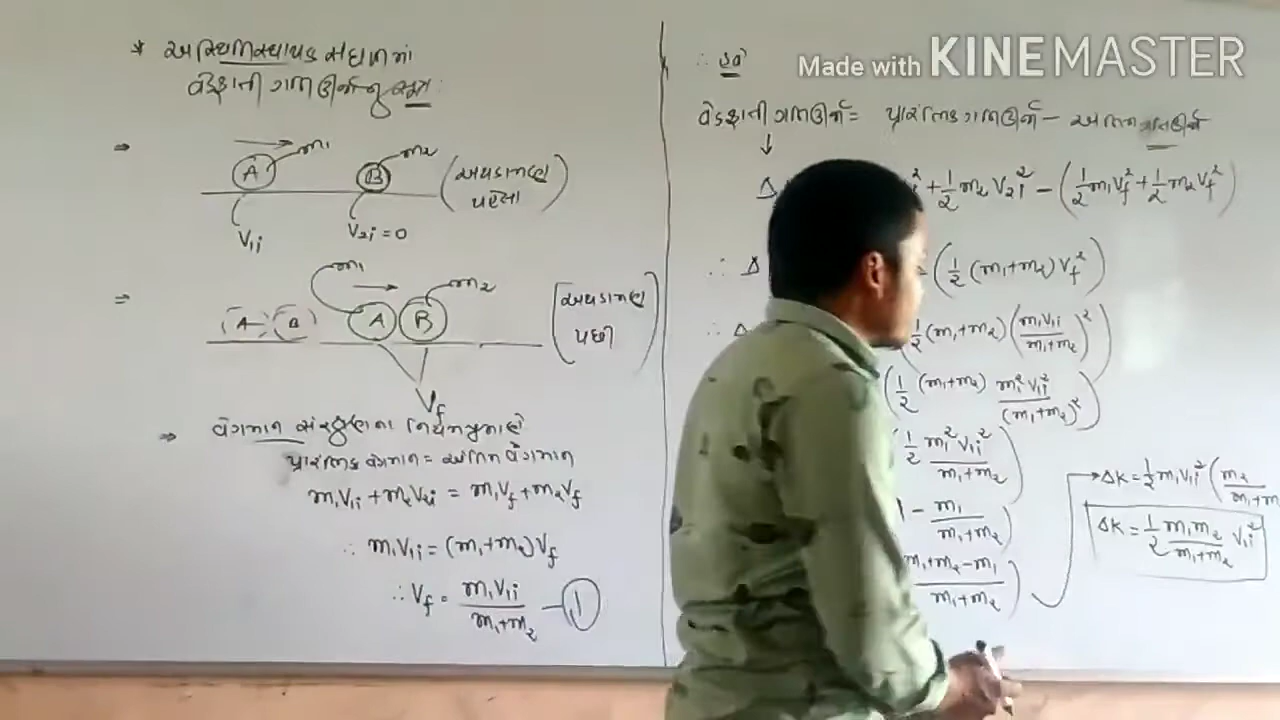 * અસ્થિતિસ્થાપક સંઘાતમાં
વેડફાતી ગતિઊર્જાનું સૂત્ર:
⇒ A m₁ B m₂ (અથડામણ પહેલા)
V₁ᵢ V₂ᵢ = 0
m₁ m₂
⇒ A B A B (અથડામણ પછી)
V_f
⇒ વેગમાન સંરક્ષણના નિયમ મુજબ
પ્રારંભિક વેગમાન = અંતિમ વેગમાન
m₁V₁ᵢ + m₂V₂ᵢ = m₁V_f + m₂V_f
∴ m₁V₁ᵢ = (m₁+m₂)V_f
∴ V_f = m₁V₁ᵢ / (m₁+m₂) — 1
Made with KINEMASTER
∴ હવે
વેડફાતી ગતિઊર્જા = પ્રારંભિક ગતિઊર્જા − અંતિમ ગતિઊર્જા
↓
Δ ᵢ² + ½ m₂ V₂ᵢ² − (½ m₁V_f² + ½ m₂V_f²)
∴ Δ (½ (m₁+m₂) V_f²)
∴ Δ ½ (m₁+m₂) (m₁V₁ᵢ / (m₁+m₂))²)
(½ (m₁+m₂) m₁²V₁ᵢ² / (m₁+m₂)²)
½ m₁²V₁ᵢ² / (m₁+m₂))
1 − m₁ / (m₁+m₂))
m₁+m₂−m₁ / (m₁+m₂))
→ ΔK = ½ m₁V₁ᵢ² (m₂ / (m₁+m
ΔK = ½ m₁m₂ / (m₁+m₂) V₁ᵢ²